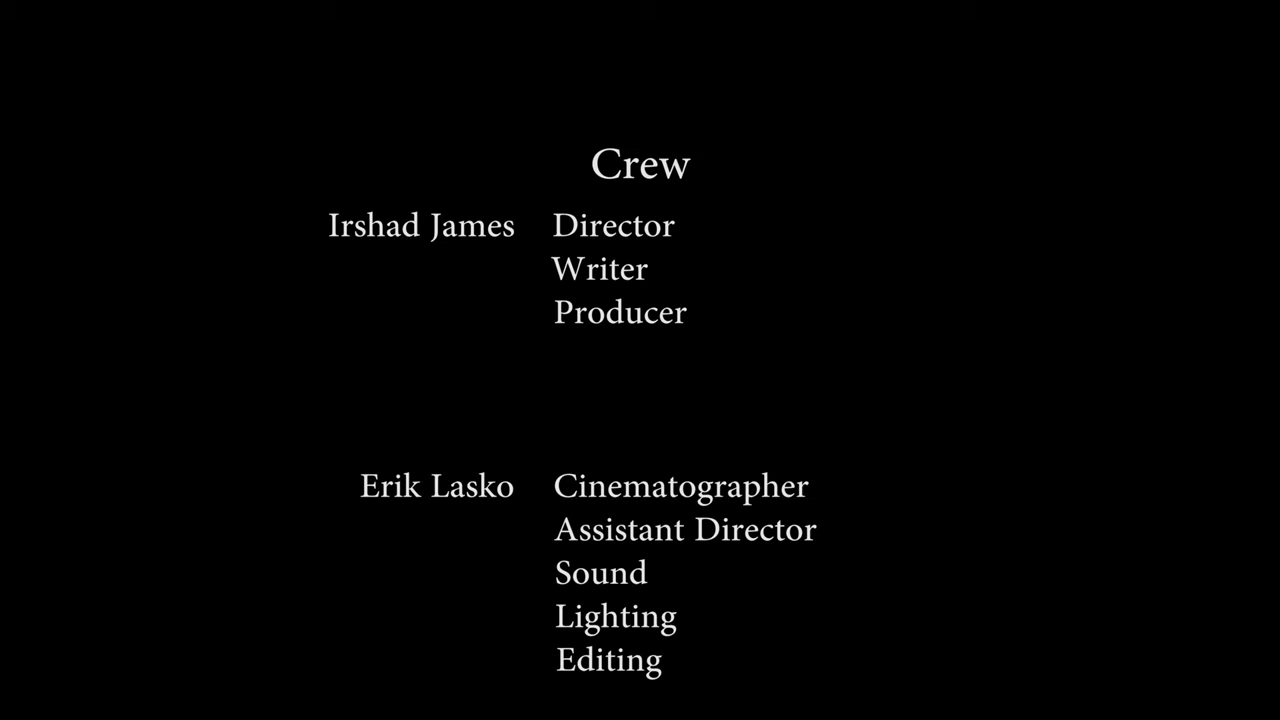 Crew
Irshad James Director
Writer
Producer
Erik Lasko Cinematographer
Assistant Director
Sound
Lighting
Editing